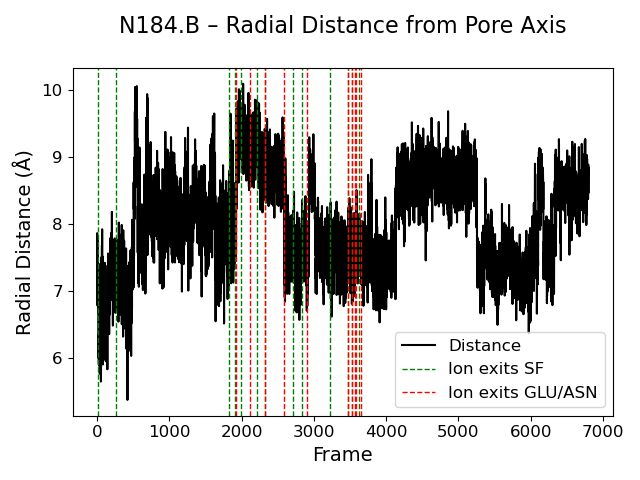 N184.B – Radial Distance from Pore Axis
Radial Distance (Å)
10
9
8
7
6
Distance
Ion exits SF
Ion exits GLU/ASN
0 1000 2000 3000 4000 5000 6000 7000
Frame